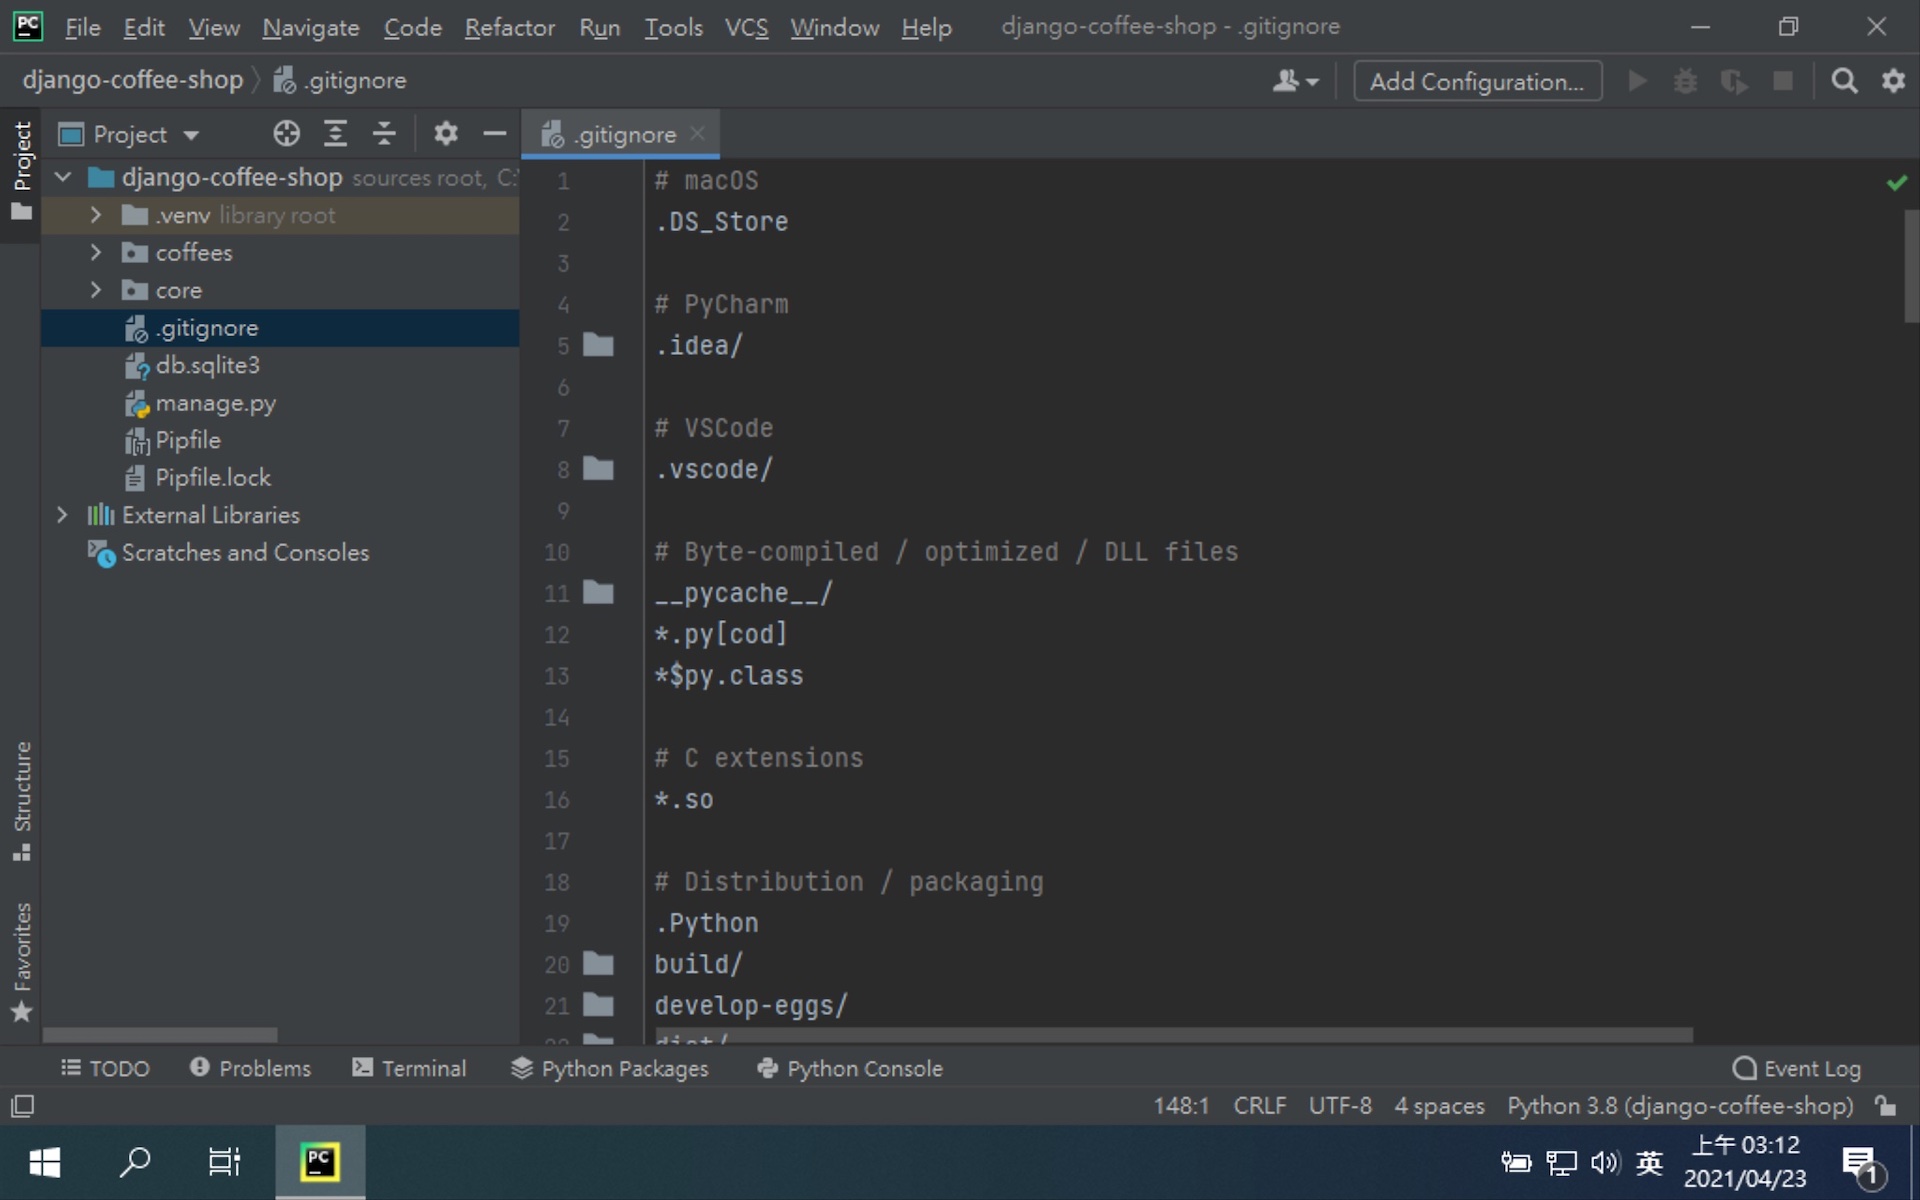 PC File Edit View Navigate Code Refactor Run Tools VCS Window Help django-coffee-shop - .gitignore
django-coffee-shop .gitignore Add Configuration...
Project
Project
.gitignore
django-coffee-shop sources root, C:\
.venv library root
coffees
core
.gitignore
db.sqlite3
manage.py
Pipfile
Pipfile.lock
External Libraries
Scratches and Consoles
Structure
Favorites
1 # macOS
2 .DS_Store
3
4 # PyCharm
5 .idea/
6
7 # VSCode
8 .vscode/
9
10 # Byte-compiled / optimized / DLL files
11 __pycache__/
12 *.py[cod]
13 *$py.class
14
15 # C extensions
16 *.so
17
18 # Distribution / packaging
19 .Python
20 build/
21 develop-eggs/
22 dist/
TODO Problems Terminal Python Packages Python Console Event Log
148:1 CRLF UTF-8 4 spaces Python 3.8 (django-coffee-shop)
PC
英
上午 03:12
2021/04/23
1